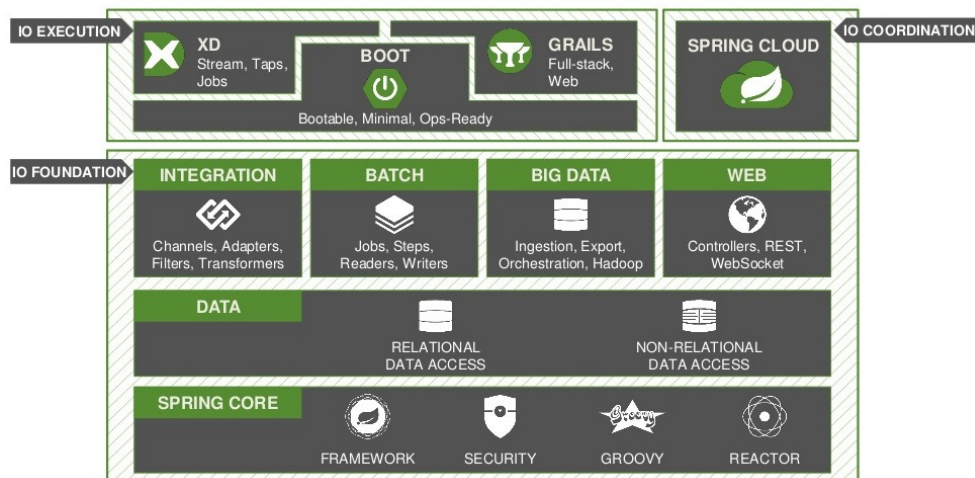 IO EXECUTION
XD
Stream, Taps,
Jobs
BOOT
Bootable, Minimal, Ops-Ready
GRAILS
Full-stack,
Web
SPRING CLOUD
IO COORDINATION
IO FOUNDATION
INTEGRATION
Channels, Adapters,
Filters, Transformers
BATCH
Jobs, Steps,
Readers, Writers
BIG DATA
Ingestion, Export,
Orchestration, Hadoop
WEB
Controllers, REST,
WebSocket
DATA
RELATIONAL
DATA ACCESS
NON-RELATIONAL
DATA ACCESS
SPRING CORE
FRAMEWORK
SECURITY
Groovy
GROOVY
REACTOR